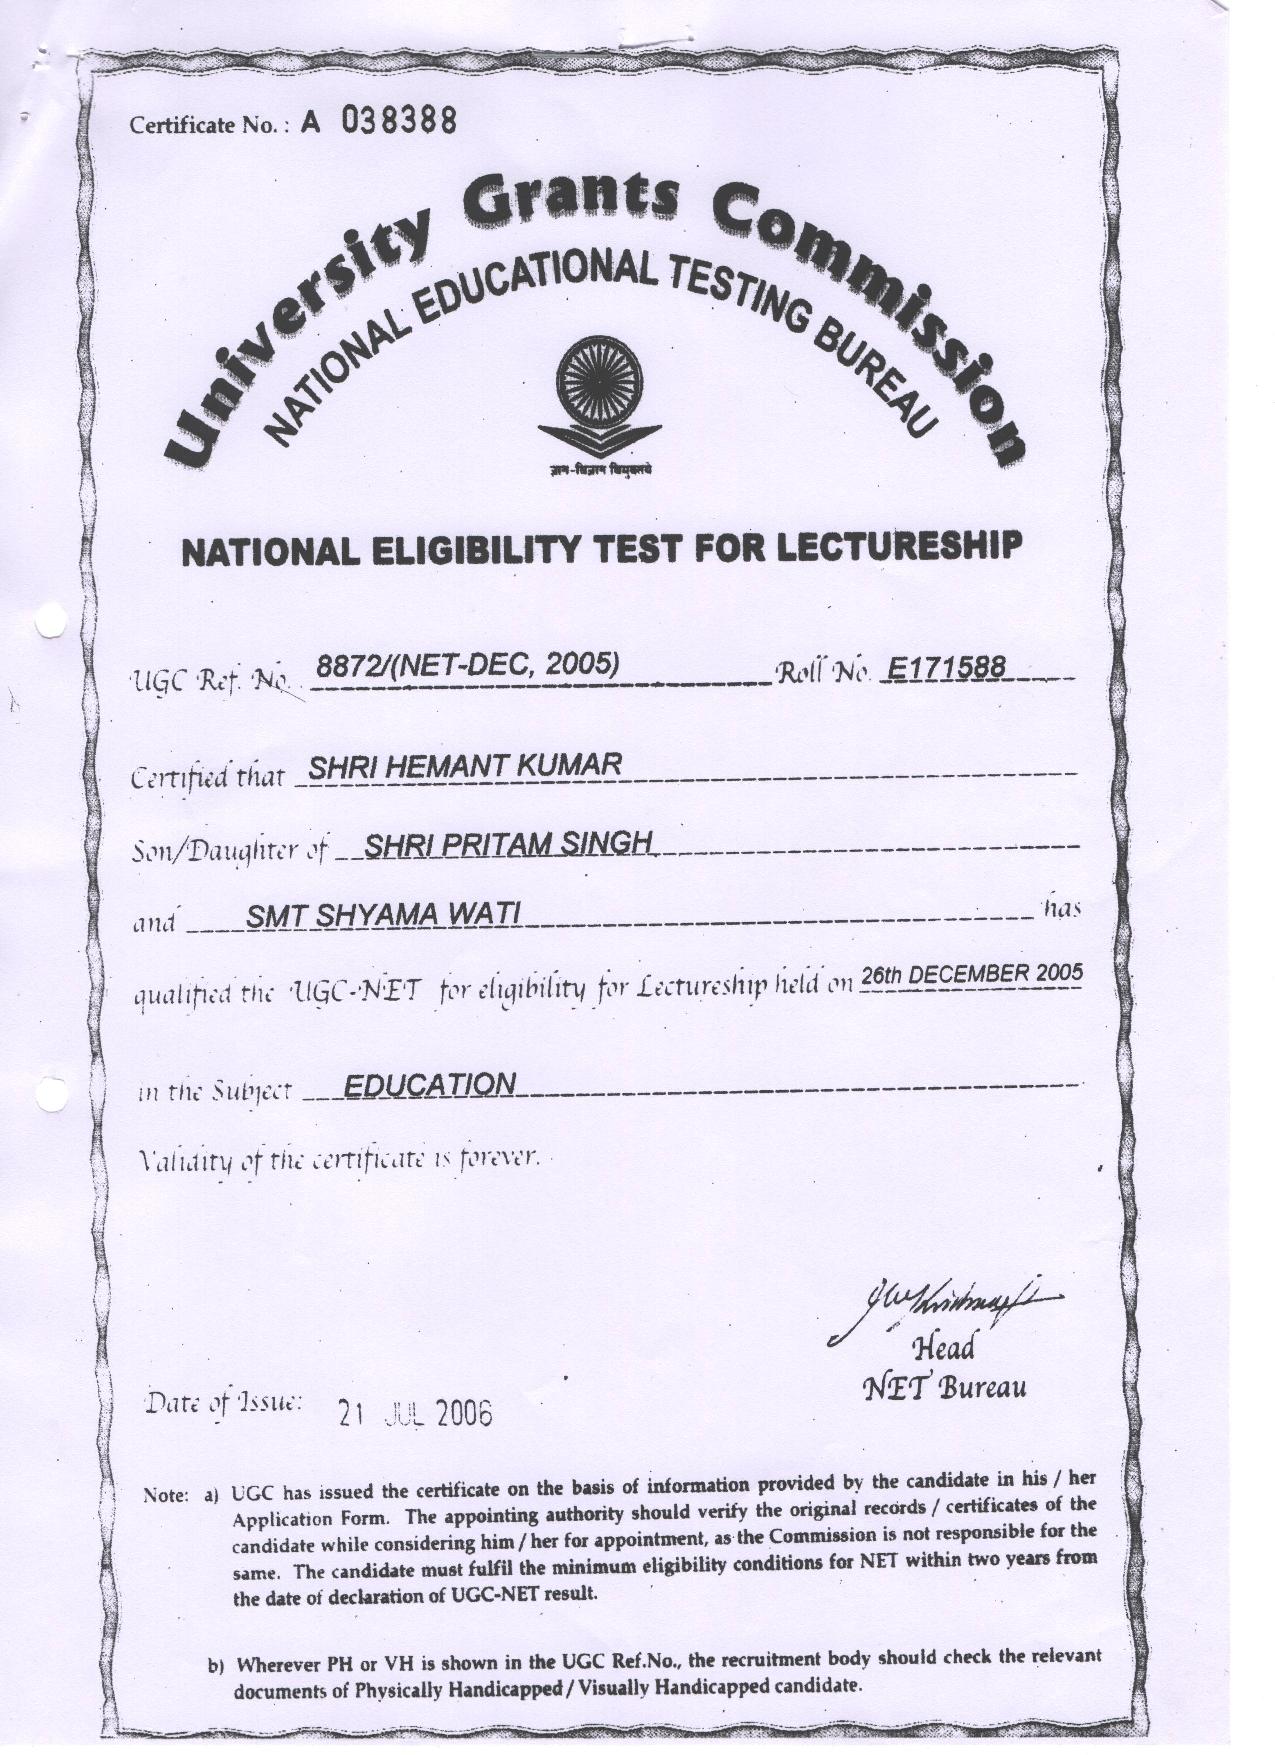 Certificate No. : A 038388
University Grants Commission
NATIONAL EDUCATIONAL TESTING BUREAU
ज्ञान-विज्ञान विमुक्तये
NATIONAL ELIGIBILITY TEST FOR LECTURESHIP
UGC Ref. No. 8872/(NET-DEC, 2005) Roll No. E171588
Certified that SHRI HEMANT KUMAR
Son/Daughter of SHRI PRITAM SINGH
and SMT SHYAMA WATI has
qualified the UGC-NET for eligibility for Lectureship held on 26th DECEMBER 2005
in the Subject EDUCATION
Validity of the certificate is forever.
Head
NET Bureau
Date of Issue: 21 JUL 2006
Note: a) UGC has issued the certificate on the basis of information provided by the candidate in his / her
Application Form. The appointing authority should verify the original records / certificates of the
candidate while considering him / her for appointment, as the Commission is not responsible for the
same. The candidate must fulfil the minimum eligibility conditions for NET within two years from
the date of declaration of UGC-NET result.
b) Wherever PH or VH is shown in the UGC Ref.No., the recruitment body should check the relevant
documents of Physically Handicapped / Visually Handicapped candidate.